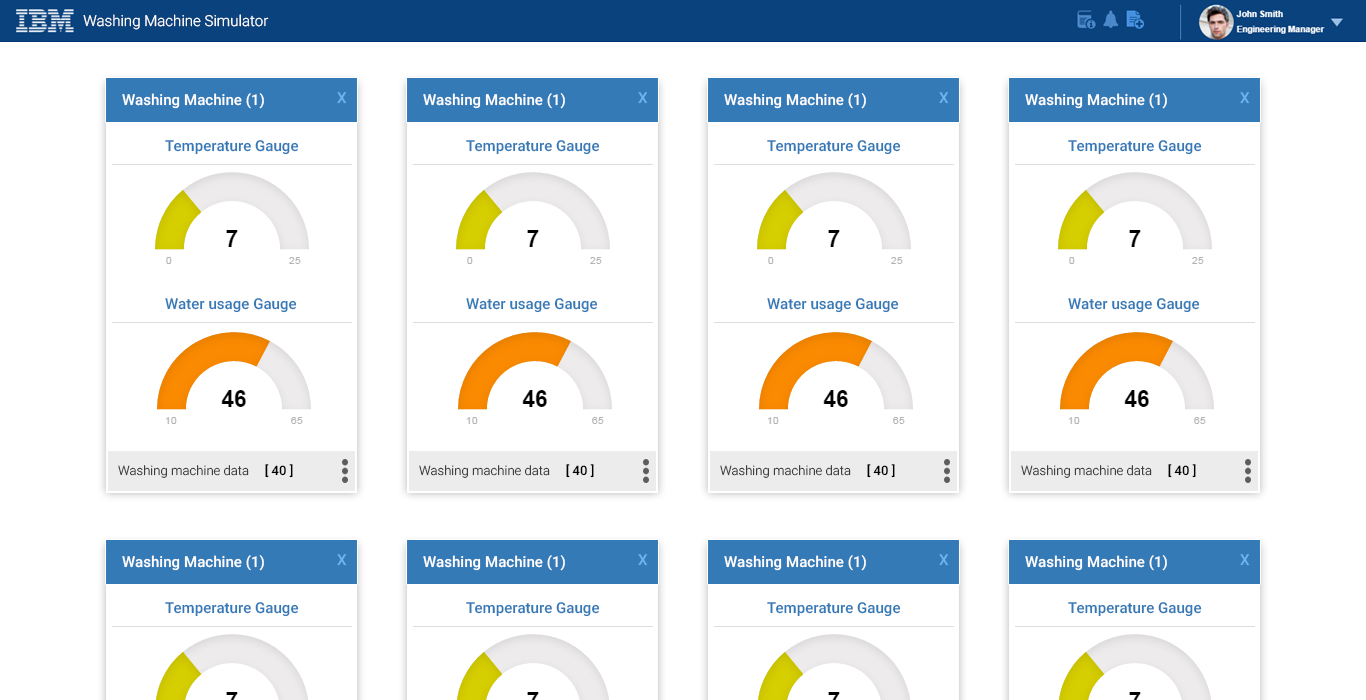 IBM Washing Machine Simulator
John Smith
Engineering Manager
Washing Machine (1) X Washing Machine (1) X Washing Machine (1) X Washing Machine (1) X
Temperature Gauge Temperature Gauge Temperature Gauge Temperature Gauge
7 7 7 7
0 25 0 25 0 25 0 25
Water usage Gauge Water usage Gauge Water usage Gauge Water usage Gauge
46 46 46 46
10 65 10 65 10 65 10 65
Washing machine data [ 40 ] Washing machine data [ 40 ] Washing machine data [ 40 ] Washing machine data [ 40 ]
Washing Machine (1) X Washing Machine (1) X Washing Machine (1) X Washing Machine (1) X
Temperature Gauge Temperature Gauge Temperature Gauge Temperature Gauge
7 7 7 7